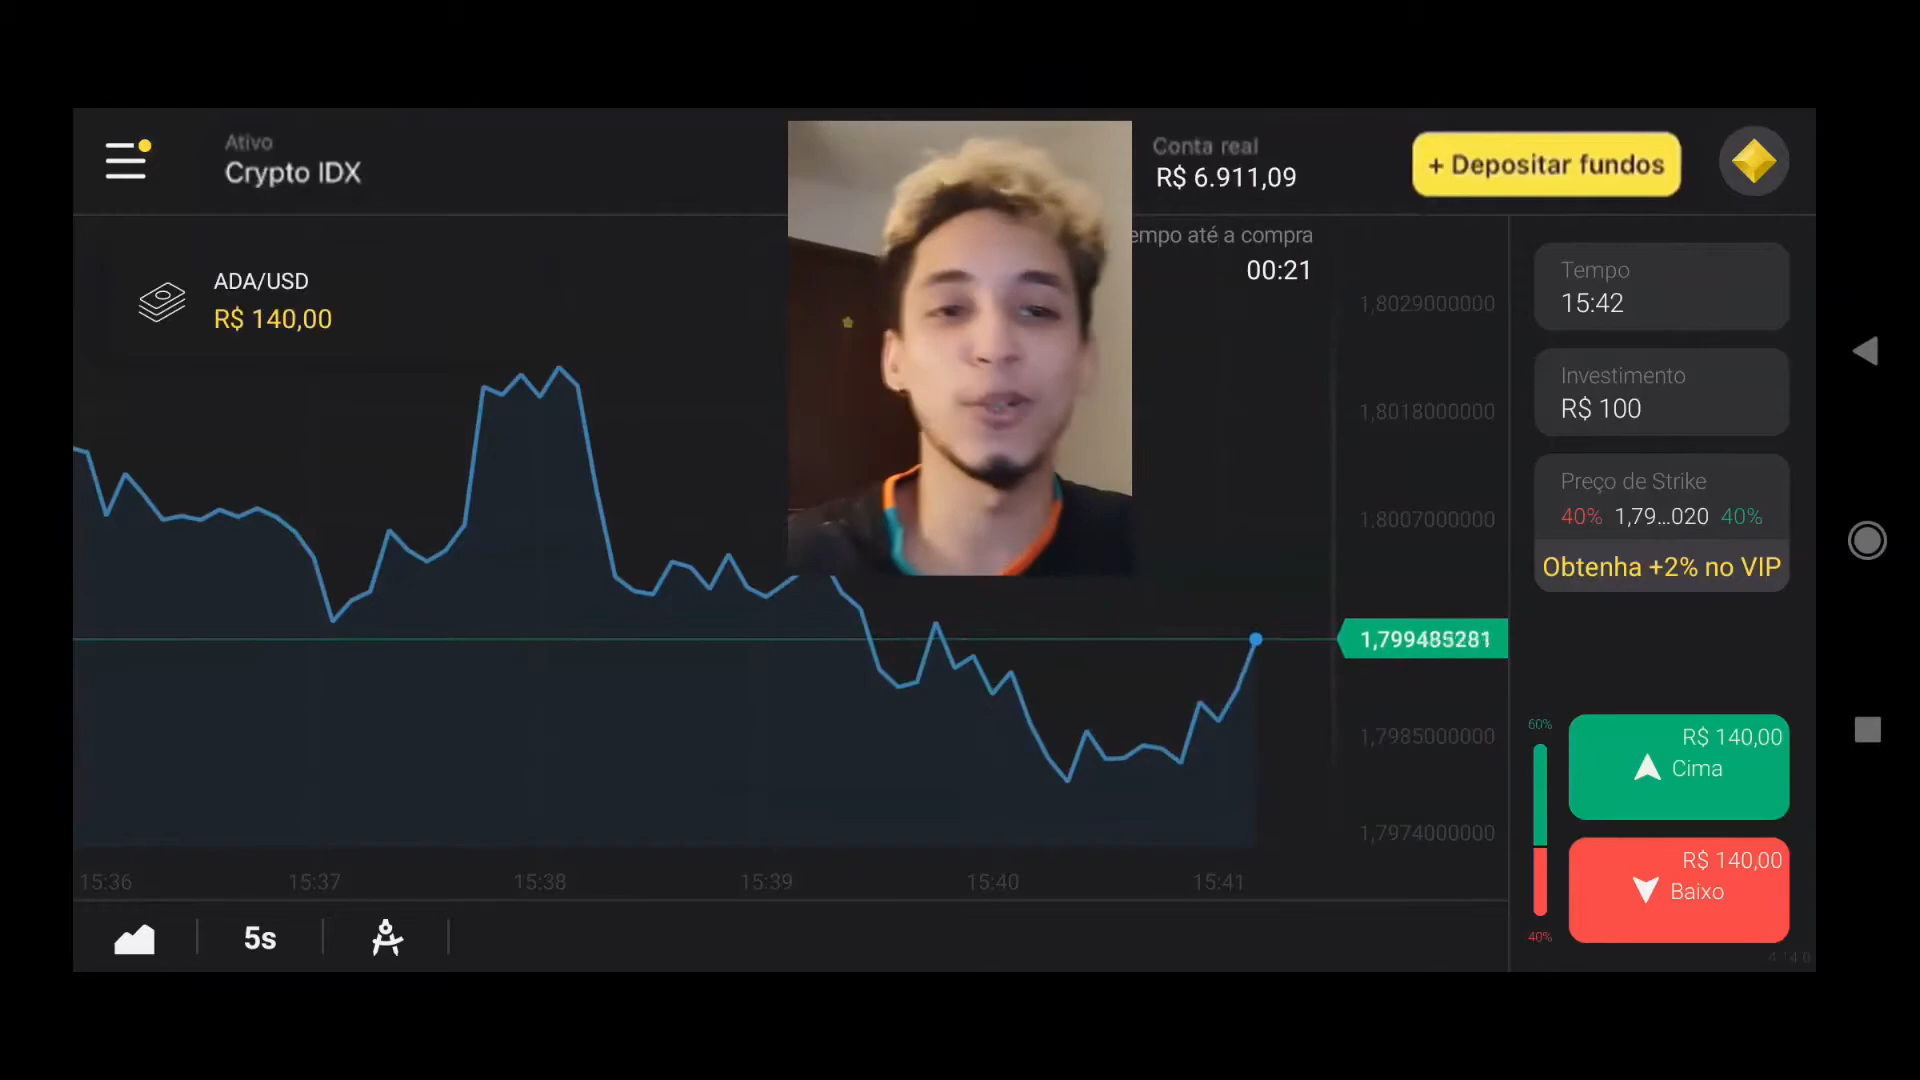 Ativo
Crypto IDX
Conta real
R$ 6.911,09
+ Depositar fundos
empo até a compra
00:21
ADA/USD
R$ 140,00
1,8029000000
1,8018000000
1,8007000000
1,799485281
1,7985000000
1,7974000000
Tempo
15:42
Investimento
R$ 100
Preço de Strike
40% 1,79...020 40%
Obtenha +2% no VIP
60%
R$ 140,00
Cima
R$ 140,00
Baixo
40%
15:36 15:37 15:38 15:39 15:40 15:41
5s